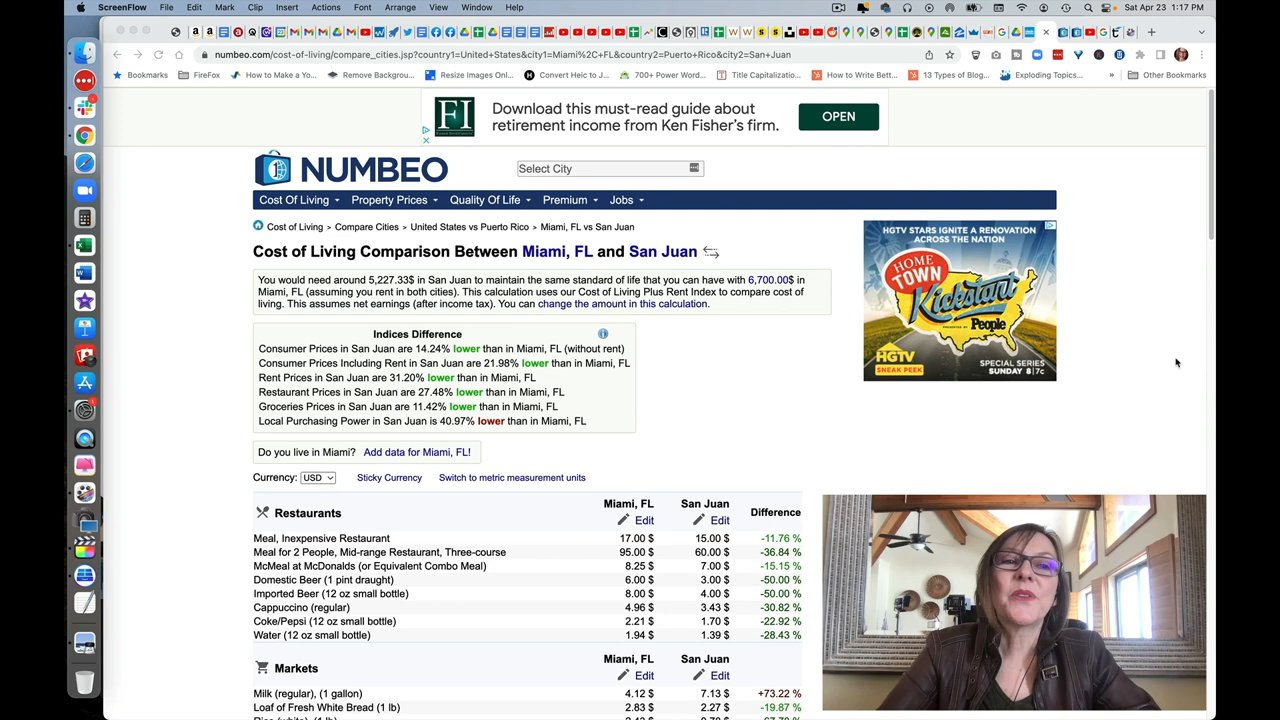 ScreenFlow File Edit Mark Clip Insert Actions Font Arrange View Window Help Sat Apr 23 1:17 PM
numbeo.com/cost-of-living/compare_cities.jsp?country1=United+States&city1=Miami%2C+FL&country2=Puerto+Rico&city2=San+Juan
Bookmarks FireFox How to Make a Yo... Remove Backgrou... Resize Images Onl... Convert Heic to J... 700+ Power Word... Title Capitalizatio... How to Write Bett... 13 Types of Blog... Exploding Topics... » Other Bookmarks
FI Download this must-read guide about
retirement income from Ken Fisher's firm.
OPEN
NUMBEO
Select City
Cost Of Living Property Prices Quality Of Life Premium Jobs
Cost of Living > Compare Cities > United States vs Puerto Rico > Miami, FL vs San Juan
Cost of Living Comparison Between Miami, FL and San Juan
You would need around 5,227.33$ in San Juan to maintain the same standard of life that you can have with 6,700.00$ in
Miami, FL (assuming you rent in both cities). This calculation uses our Cost of Living Plus Rent Index to compare cost of
living. This assumes net earnings (after income tax). You can change the amount in this calculation.
Indices Difference
Consumer Prices in San Juan are 14.24% lower than in Miami, FL (without rent)
Consumer Prices Including Rent in San Juan are 21.98% lower than in Miami, FL
Rent Prices in San Juan are 31.20% lower than in Miami, FL
Restaurant Prices in San Juan are 27.48% lower than in Miami, FL
Groceries Prices in San Juan are 11.42% lower than in Miami, FL
Local Purchasing Power in San Juan is 40.97% lower than in Miami, FL
HGTV STARS IGNITE A RENOVATION
ACROSS THE NATION
HOME
TOWN
Kickstart
PRESENTED BY People
HGTV
SNEAK PEEK
SPECIAL SERIES
SUNDAY 8|7c
Do you live in Miami? Add data for Miami, FL!
Currency: USD Sticky Currency Switch to metric measurement units
Restaurants Miami, FL San Juan Difference
Edit Edit
Meal, Inexpensive Restaurant 17.00 $ 15.00 $ -11.76 %
Meal for 2 People, Mid-range Restaurant, Three-course 95.00 $ 60.00 $ -36.84 %
McMeal at McDonalds (or Equivalent Combo Meal) 8.25 $ 7.00 $ -15.15 %
Domestic Beer (1 pint draught) 6.00 $ 3.00 $ -50.00 %
Imported Beer (12 oz small bottle) 8.00 $ 4.00 $ -50.00 %
Cappuccino (regular) 4.96 $ 3.43 $ -30.82 %
Coke/Pepsi (12 oz small bottle) 2.21 $ 1.70 $ -22.92 %
Water (12 oz small bottle) 1.94 $ 1.39 $ -28.43 %
Markets Miami, FL San Juan
Edit Edit
Milk (regular), (1 gallon) 4.12 $ 7.13 $ +73.22 %
Loaf of Fresh White Bread (1 lb) 2.83 $ 2.27 $ -19.87 %